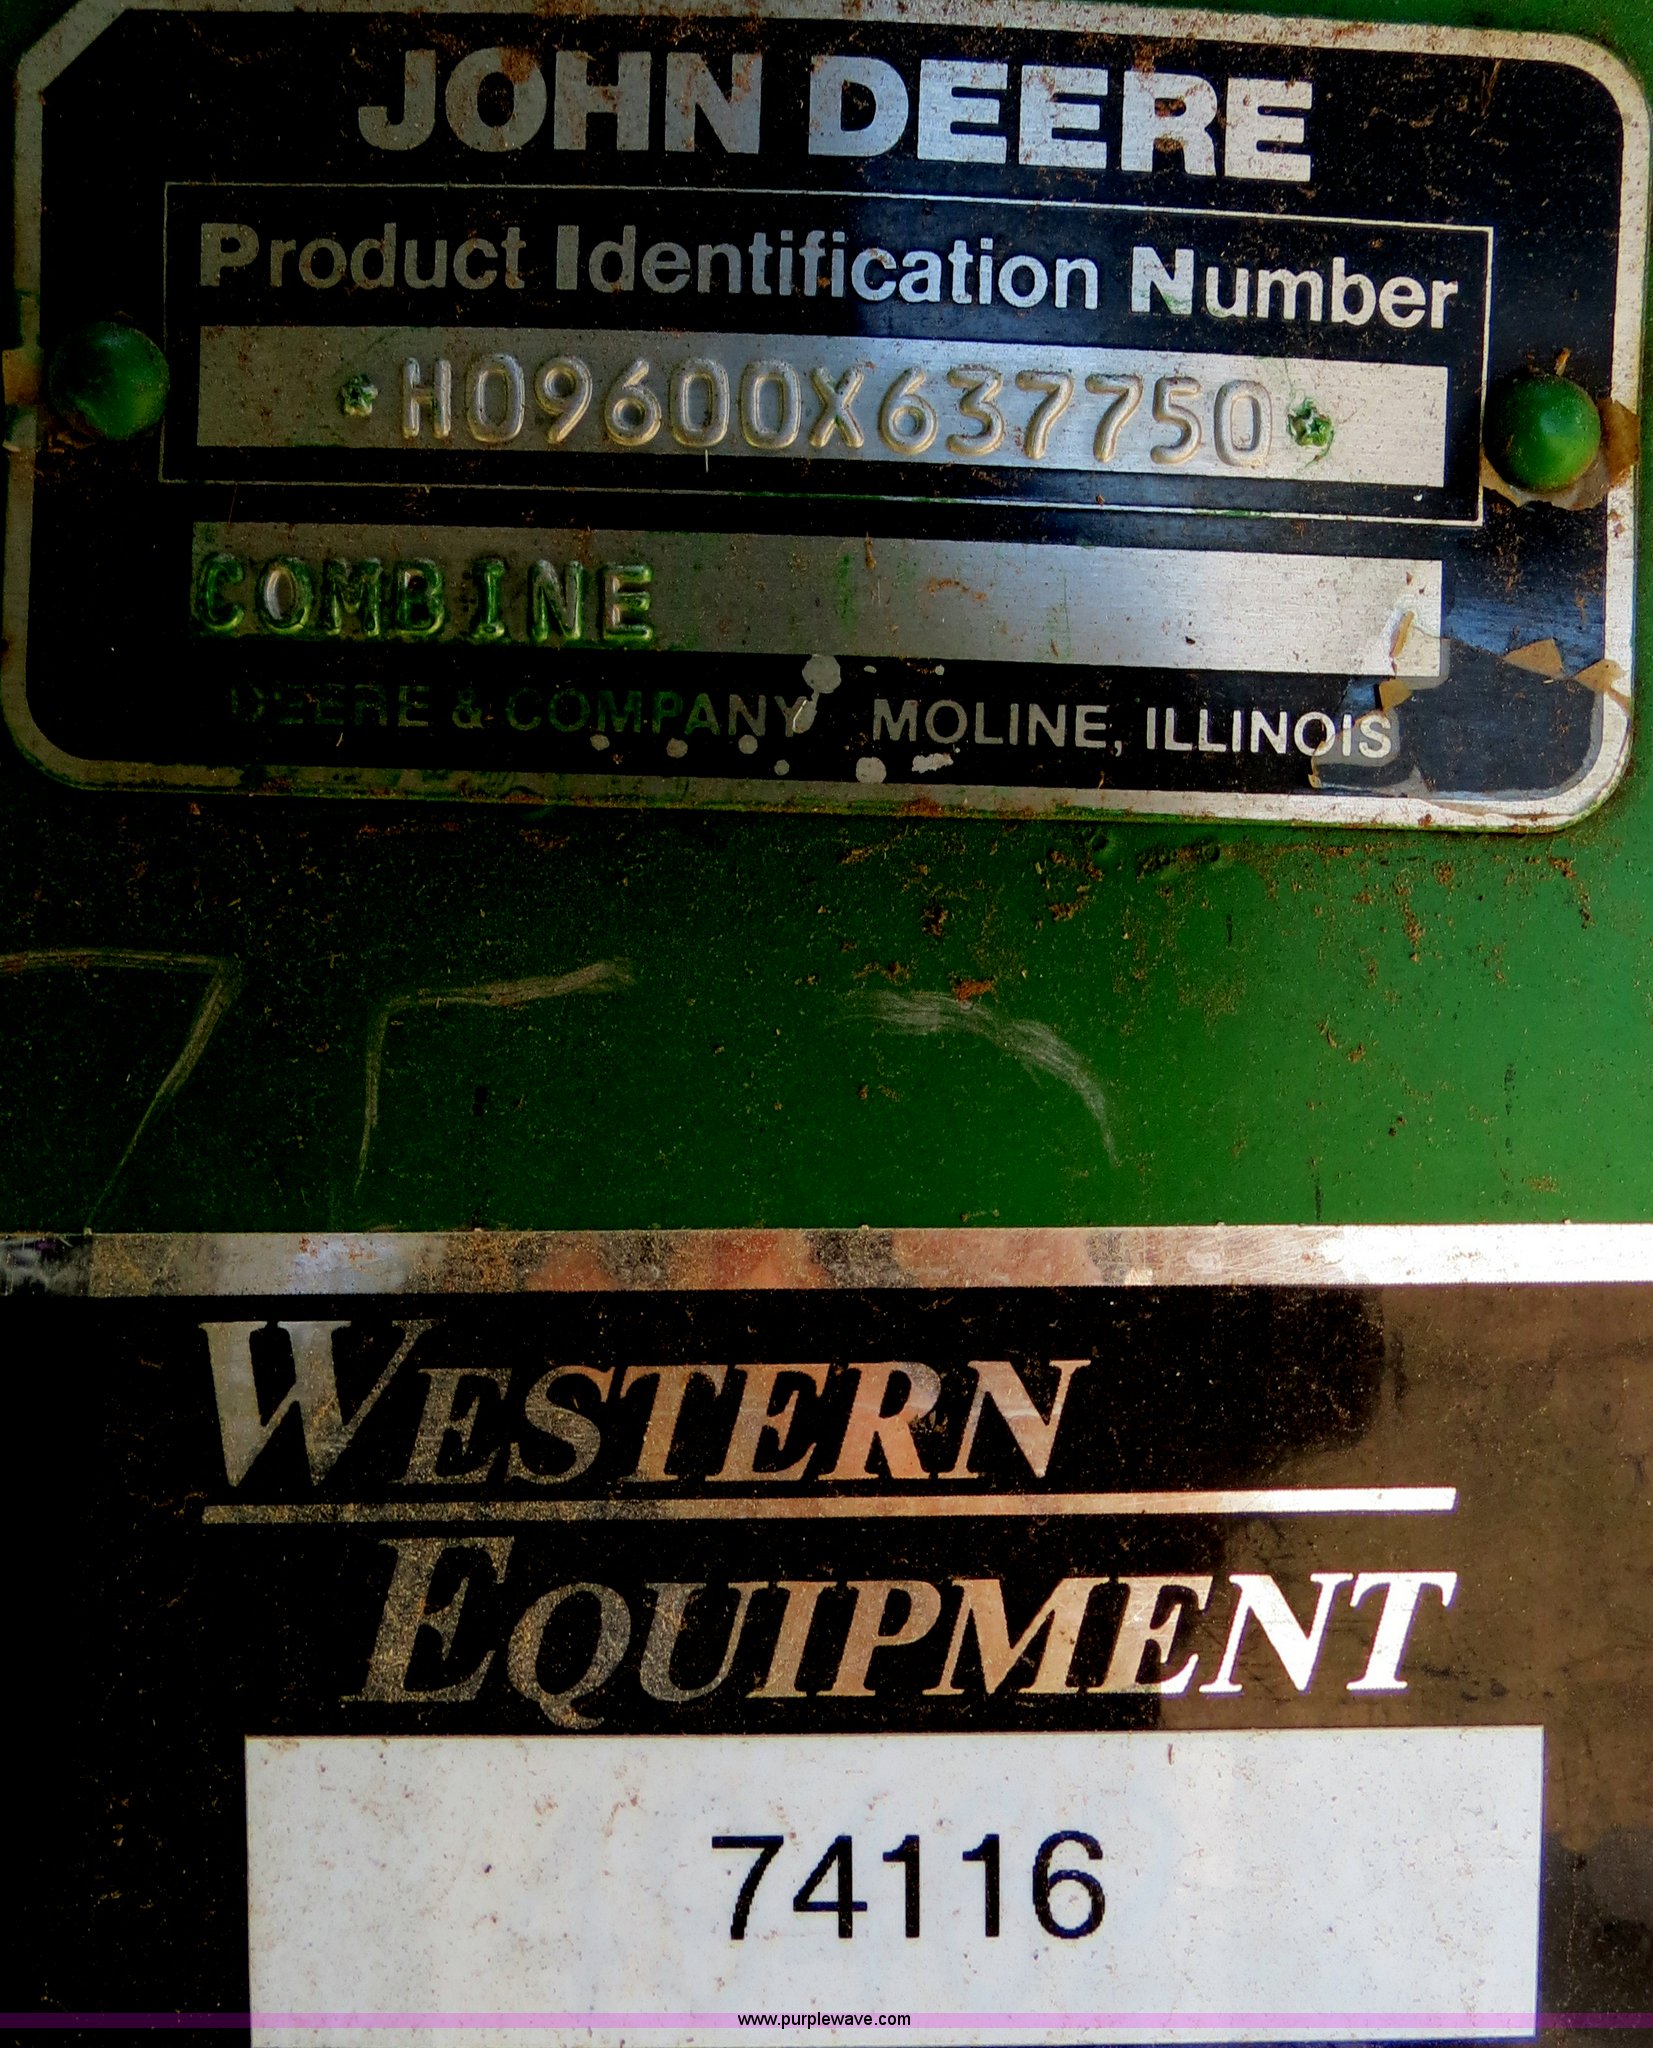 JOHN DEERE
Product Identification Number
*H09600X637750*
COMBINE
DEERE & COMPANY MOLINE, ILLINOIS
WESTERN
EQUIPMENT
74116
www.purplewave.com